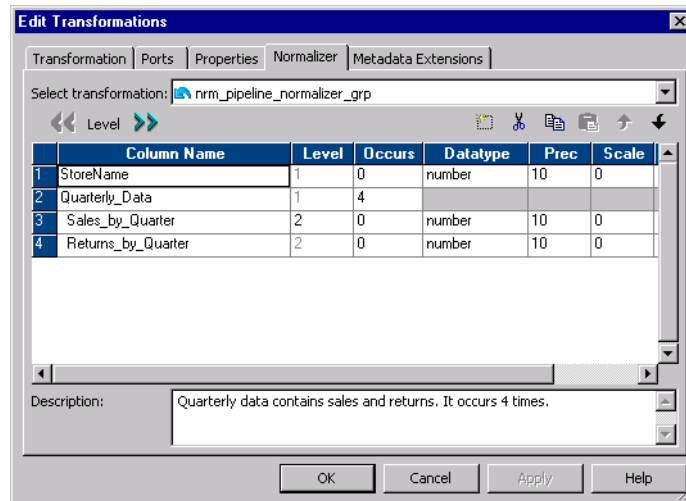 Edit Transformations
Transformation Ports Properties Normalizer Metadata Extensions
Select transformation: nrm_pipeline_normalizer_grp
Level
Column Name Level Occurs Datatype Prec Scale
1 StoreName 1 0 number 10 0
2 Quarterly_Data 1 4
3 Sales_by_Quarter 2 0 number 10 0
4 Returns_by_Quarter 2 0 number 10 0
Description: Quarterly data contains sales and returns. It occurs 4 times.
OK Cancel Apply Help